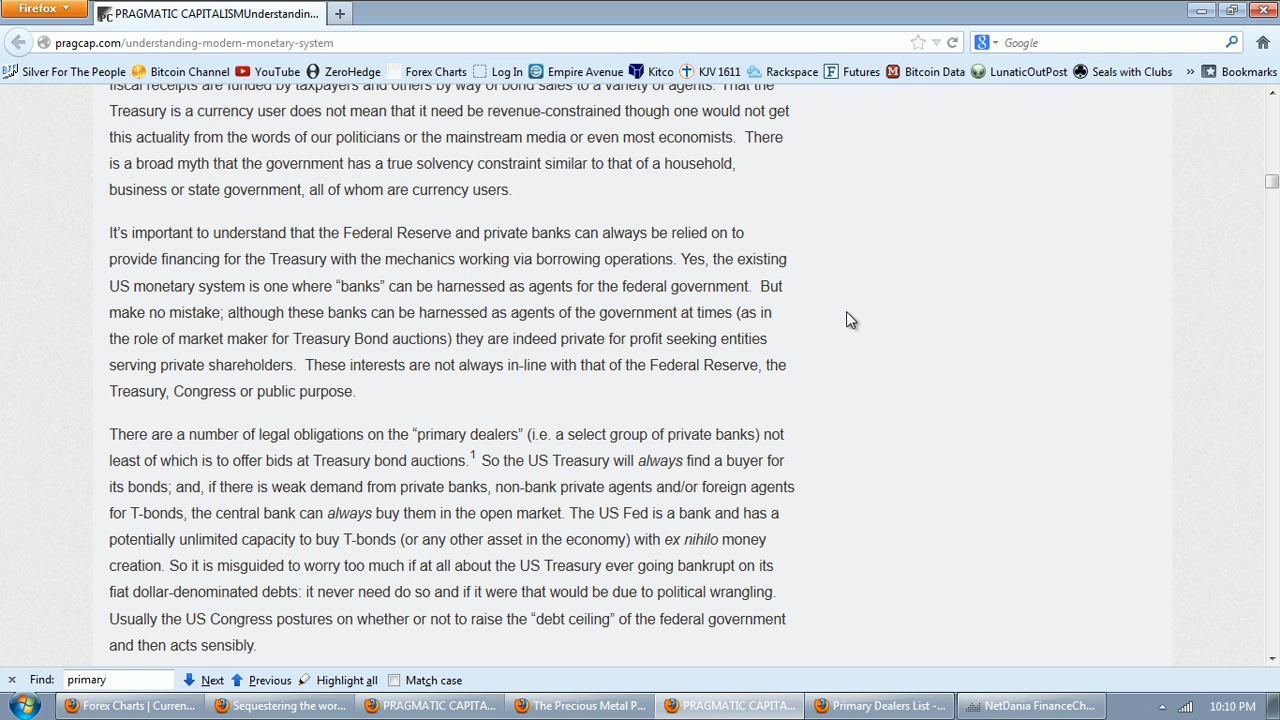 Firefox
PRAGMATIC CAPITALISMUnderstandin...
pragcap.com/understanding-modern-monetary-system
Google
Silver For The People
Bitcoin Channel
YouTube
ZeroHedge
Forex Charts
Log In
Empire Avenue
Kitco
KJV 1611
Rackspace
Futures
Bitcoin Data
LunaticOutPost
Seals with Clubs
»
Bookmarks
fiscal receipts are funded by taxpayers and others by way of bond sales to a variety of agents. That the
Treasury is a currency user does not mean that it need be revenue-constrained though one would not get
this actuality from the words of our politicians or the mainstream media or even most economists.  There
is a broad myth that the government has a true solvency constraint similar to that of a household,
business or state government, all of whom are currency users.
It’s important to understand that the Federal Reserve and private banks can always be relied on to
provide financing for the Treasury with the mechanics working via borrowing operations. Yes, the existing
US monetary system is one where “banks” can be harnessed as agents for the federal government.  But
make no mistake; although these banks can be harnessed as agents of the government at times (as in
the role of market maker for Treasury Bond auctions) they are indeed private for profit seeking entities
serving private shareholders.  These interests are not always in-line with that of the Federal Reserve, the
Treasury, Congress or public purpose.
There are a number of legal obligations on the “primary dealers” (i.e. a select group of private banks) not
least of which is to offer bids at Treasury bond auctions.1 So the US Treasury will always find a buyer for
its bonds; and, if there is weak demand from private banks, non-bank private agents and/or foreign agents
for T-bonds, the central bank can always buy them in the open market. The US Fed is a bank and has a
potentially unlimited capacity to buy T-bonds (or any other asset in the economy) with ex nihilo money
creation. So it is misguided to worry too much if at all about the US Treasury ever going bankrupt on its
fiat dollar-denominated debts: it never need do so and if it were that would be due to political wrangling.
Usually the US Congress postures on whether or not to raise the “debt ceiling” of the federal government
and then acts sensibly.
Find: primary Next Previous Highlight all Match case
Forex Charts | Curren...
Sequestering the wor...
PRAGMATIC CAPITA...
The Precious Metal P...
PRAGMATIC CAPITA...
Primary Dealers List -...
NetDania FinanceCh...
10:10 PM